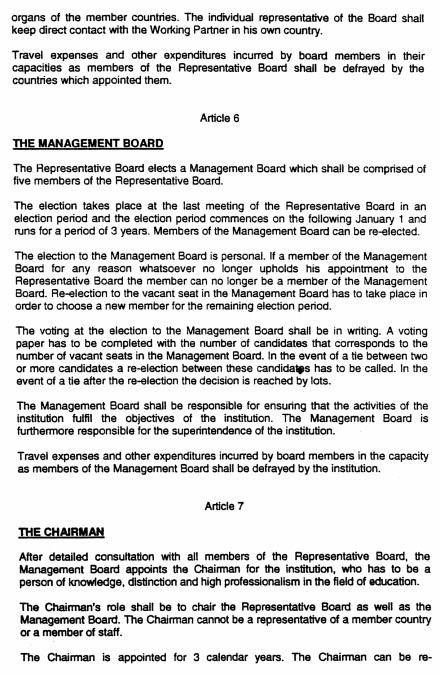 organs of the member countries. The individual representative of the Board shall
keep direct contact with the Working Partner in his own country.
Travel expenses and other expenditures incurred by board members in their
capacities as members of the Representative Board shall be defrayed by the
countries which appointed them.
Article 6
THE MANAGEMENT BOARD
The Representative Board elects a Management Board which shall be comprised of
five members of the Representative Board.
The election takes place at the last meeting of the Representative Board in an
election period and the election period commences on the following January 1 and
runs for a period of 3 years. Members of the Management Board can be re-elected.
The election to the Management Board is personal. If a member of the Management
Board for any reason whatsoever no longer upholds his appointment to the
Representative Board the member can no longer be a member of the Management
Board. Re-election to the vacant seat in the Management Board has to take place in
order to choose a new member for the remaining election period.
The voting at the election to the Management Board shall be in writing. A voting
paper has to be completed with the number of candidates that corresponds to the
number of vacant seats in the Management Board. In the event of a tie between two
or more candidates a re-election between these candidates has to be called. In the
event of a tie after the re-election the decision is reached by lots.
The Management Board shall be responsible for ensuring that the activities of the
institution fulfil the objectives of the institution. The Management Board is
furthermore responsible for the superintendence of the institution.
Travel expenses and other expenditures incurred by board members in the capacity
as members of the Management Board shall be defrayed by the institution.
Article 7
THE CHAIRMAN
After detailed consultation with all members of the Representative Board, the
Management Board appoints the Chairman for the institution, who has to be a
person of knowledge, distinction and high professionalism in the field of education.
The Chairman's role shall be to chair the Representative Board as well as the
Management Board. The Chairman cannot be a representative of a member country
or a member of staff.
The Chairman is appointed for 3 calendar years. The Chairman can be re-